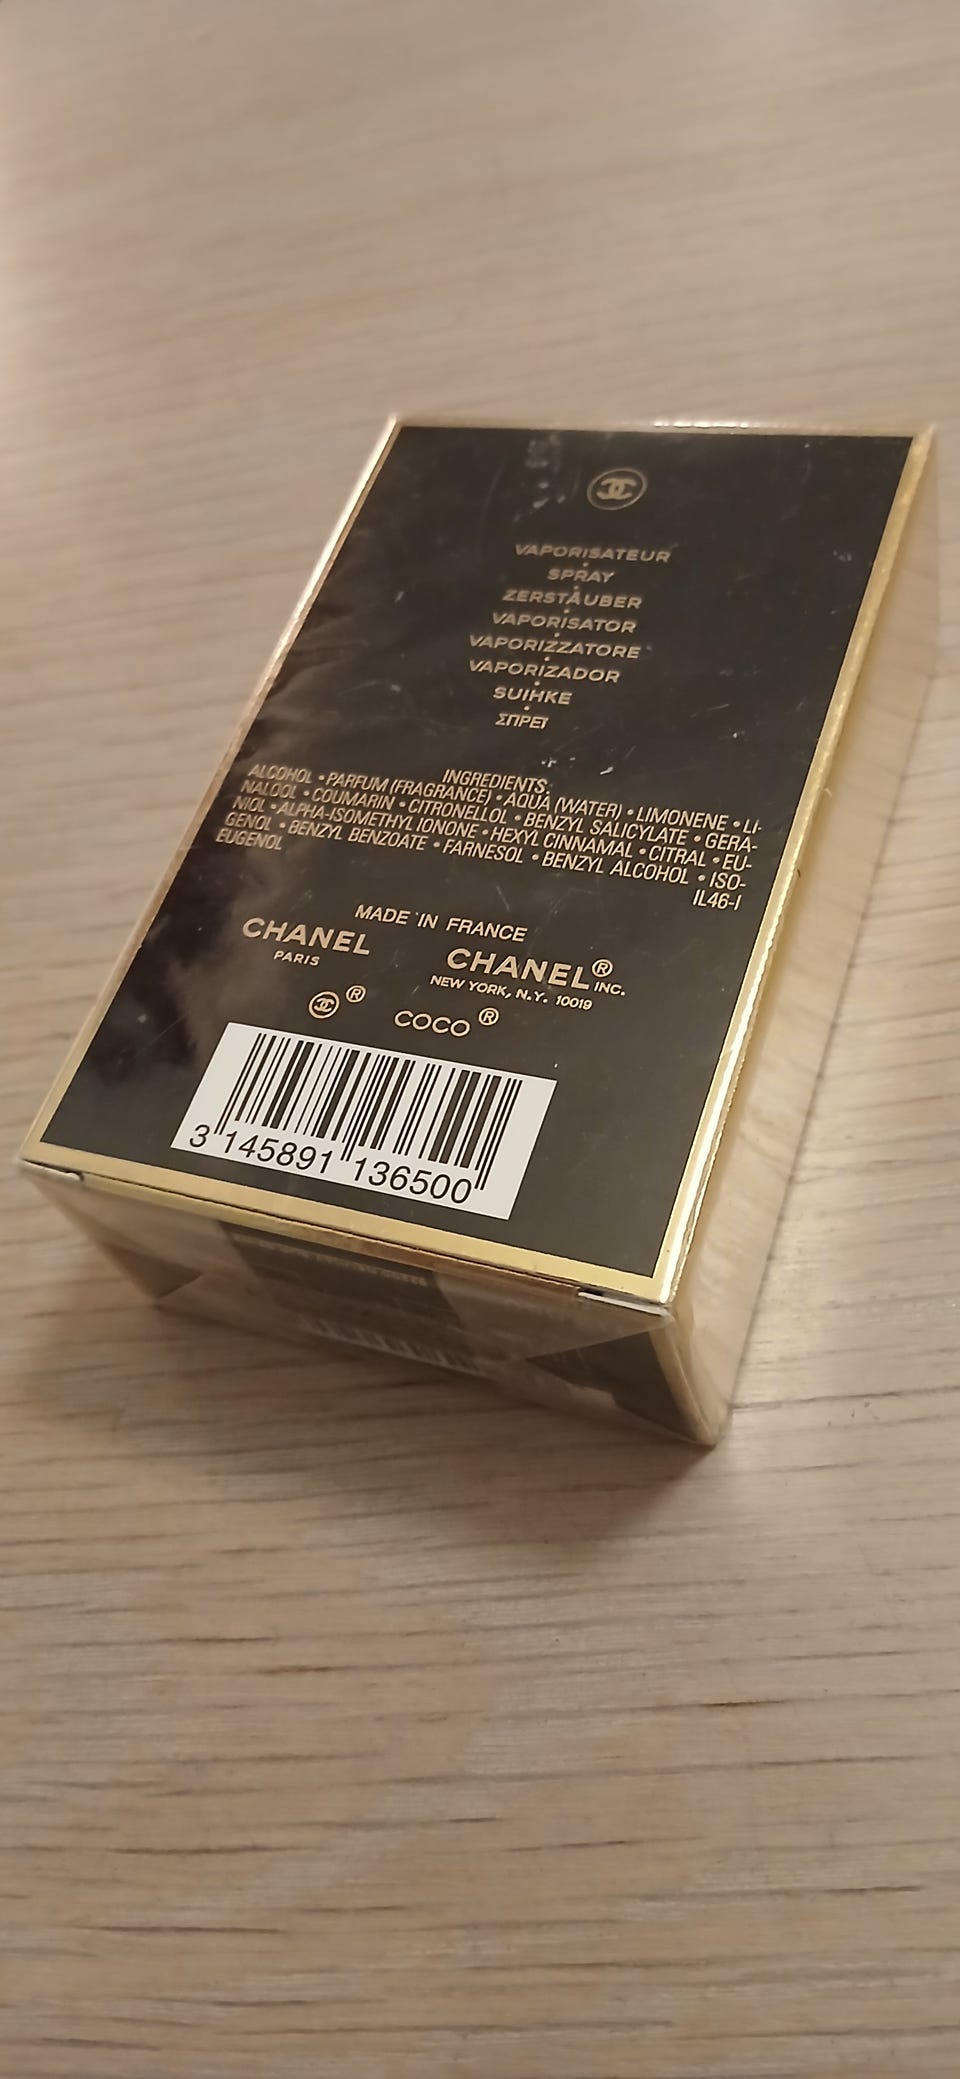 VAPORISATEUR
SPRAY
ZERSTÄUBER
VAPORISATOR
VAPORIZZATORE
VAPORIZADOR
SUIHKE
ΣΠΡΕΪ
INGREDIENTS:
ALCOHOL • PARFUM (FRAGRANCE) • AQUA (WATER) • LIMONENE • LI-
NALOOL • COUMARIN • CITRONELLOL • BENZYL SALICYLATE • GERA-
NIOL • ALPHA-ISOMETHYL IONONE • HEXYL CINNAMAL • CITRAL • EU-
GENOL • BENZYL BENZOATE • FARNESOL • BENZYL ALCOHOL • ISO-
EUGENOL IL46-I
MADE IN FRANCE
CHANEL
PARIS
CHANEL® INC.
NEW YORK, N.Y. 10019
® COCO ®
3 145891 136500